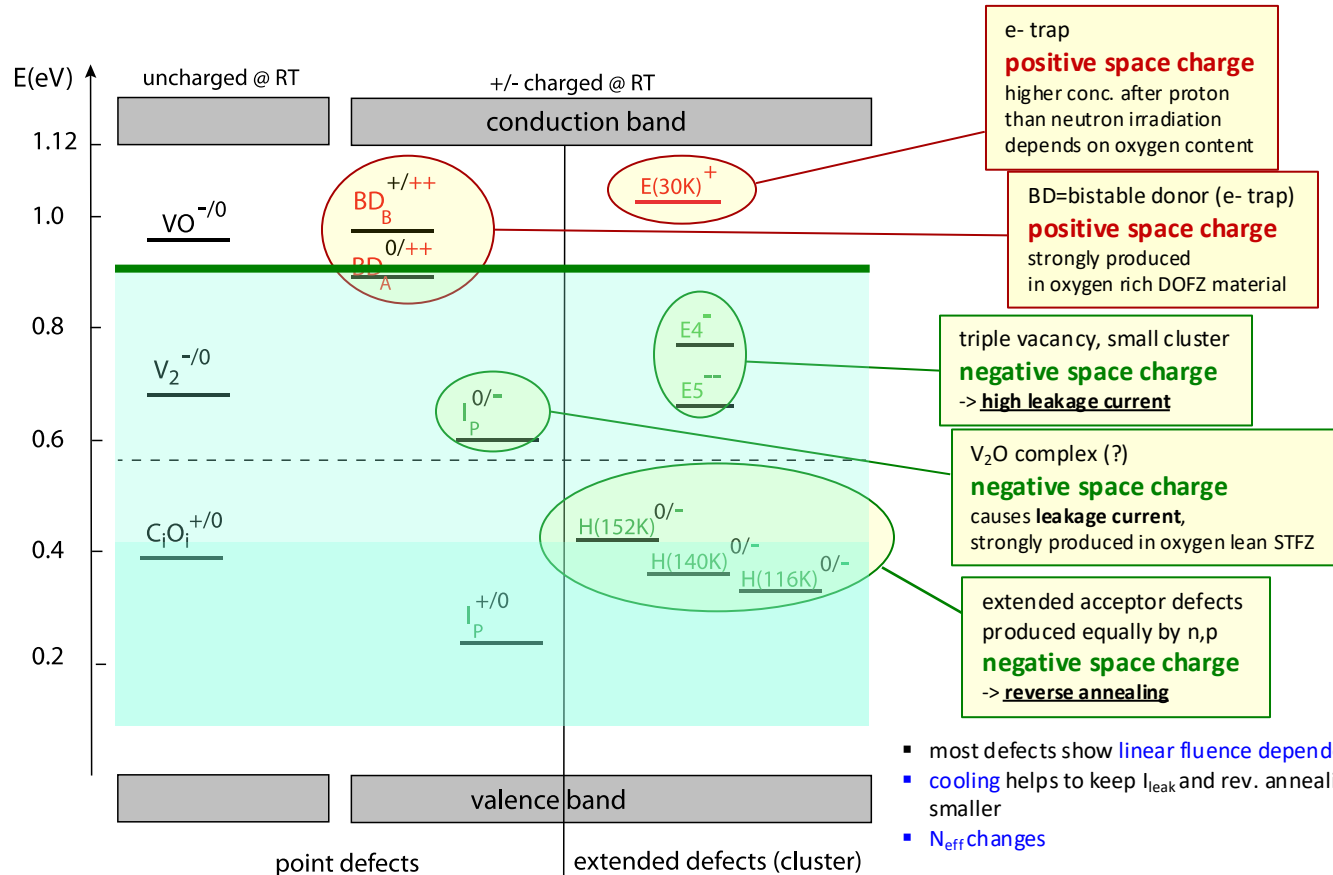 E(eV)
uncharged @ RT
+/- charged @ RT
conduction band
1.12
1.0
0.8
0.6
0.4
0.2
VO -/0
V2 -/0
CiOi +/0
BDB +/++
BDA 0/++
E(30K) +
E4 -
E5 --
IP 0/-
H(152K) 0/-
H(140K) 0/-
H(116K) 0/-
IP +/0
valence band
point defects
extended defects (cluster)
e- trap
positive space charge
higher conc. after proton
than neutron irradiation
depends on oxygen content
BD=bistable donor (e- trap)
positive space charge
strongly produced
in oxygen rich DOFZ material
triple vacancy, small cluster
negative space charge
-> high leakage current
V2O complex (?)
negative space charge
causes leakage current,
strongly produced in oxygen lean STFZ
extended acceptor defects
produced equally by n,p
negative space charge
-> reverse annealing
▪ most defects show linear fluence depend
▪ cooling helps to keep Ileak and rev. anneali
smaller
▪ Neff changes